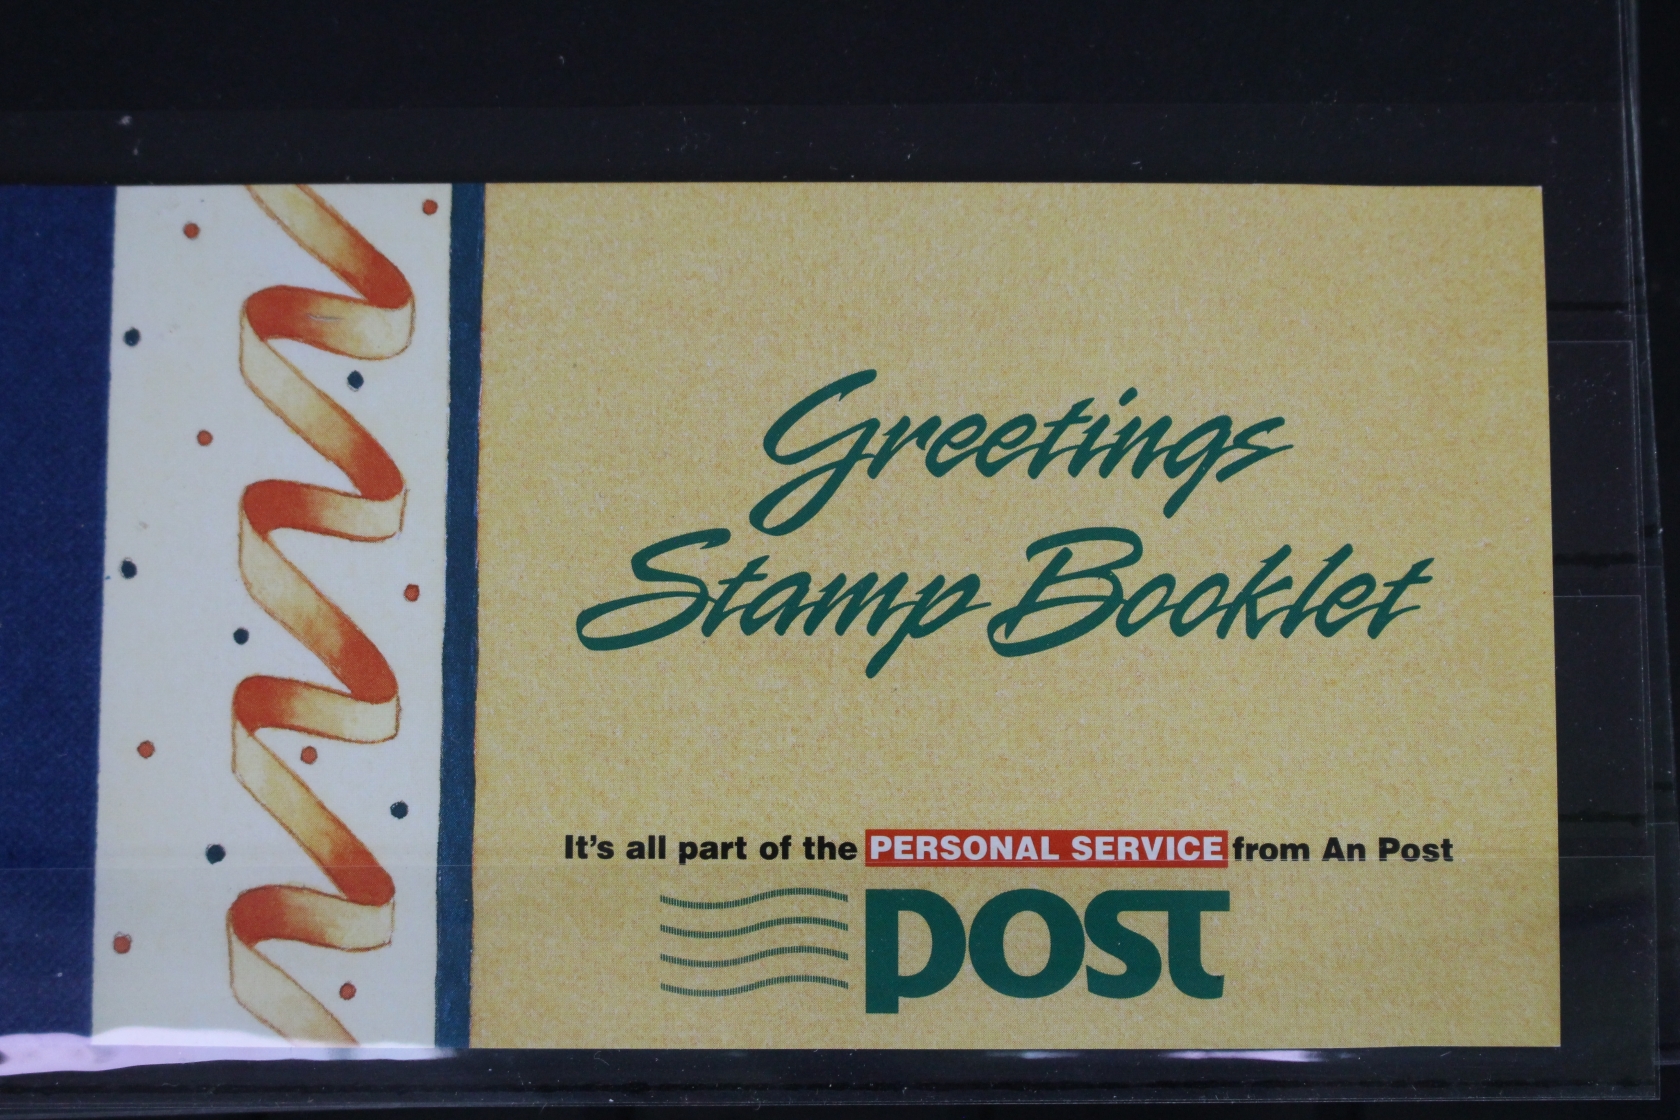 Greetings
Stamp Booklet
It's all part of the PERSONAL SERVICE from An Post
post